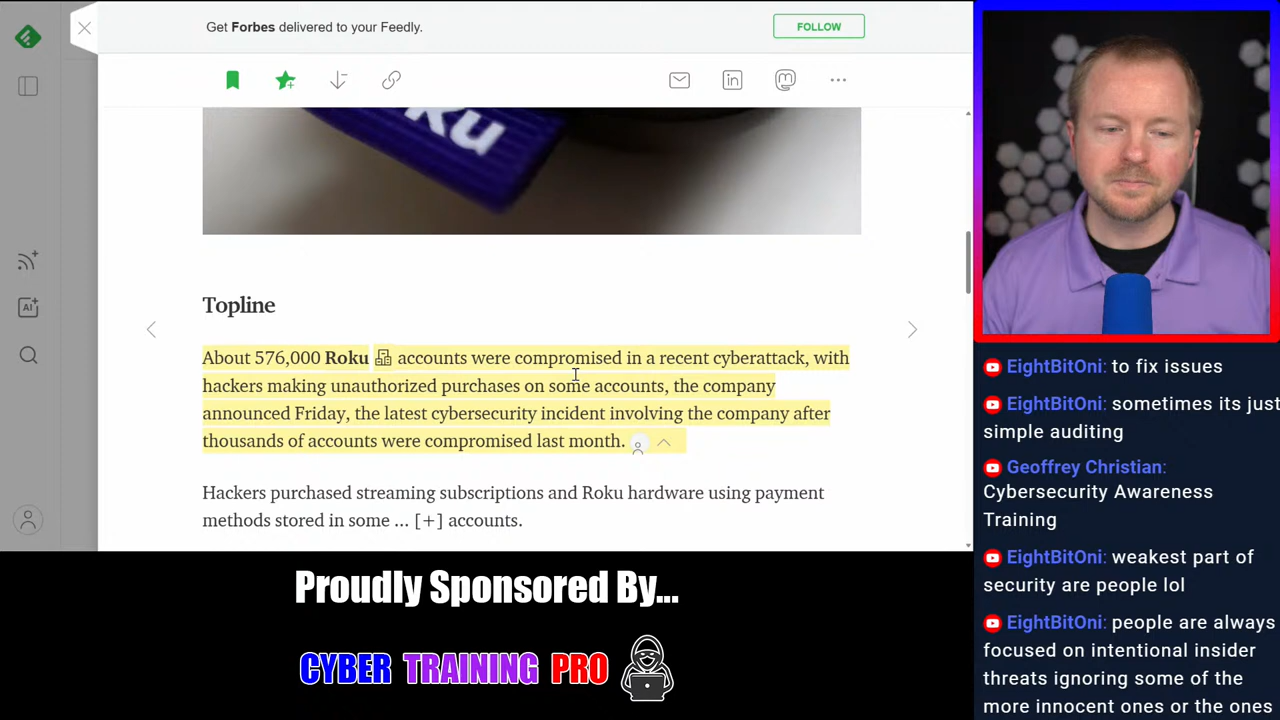 Get Forbes delivered to your Feedly.
FOLLOW
AI
ku
Topline
About 576,000 Roku accounts were compromised in a recent cyberattack, with
hackers making unauthorized purchases on some accounts, the company
announced Friday, the latest cybersecurity incident involving the company after
thousands of accounts were compromised last month.
Hackers purchased streaming subscriptions and Roku hardware using payment
methods stored in some ... [+] accounts.
Proudly Sponsored By...
CYBER TRAINING PRO
EightBitOni: to fix issues
EightBitOni: sometimes its just
simple auditing
Geoffrey Christian:
Cybersecurity Awareness
Training
EightBitOni: weakest part of
security are people lol
EightBitOni: people are always
focused on intentional insider
threats ignoring some of the
more innocent ones or the ones